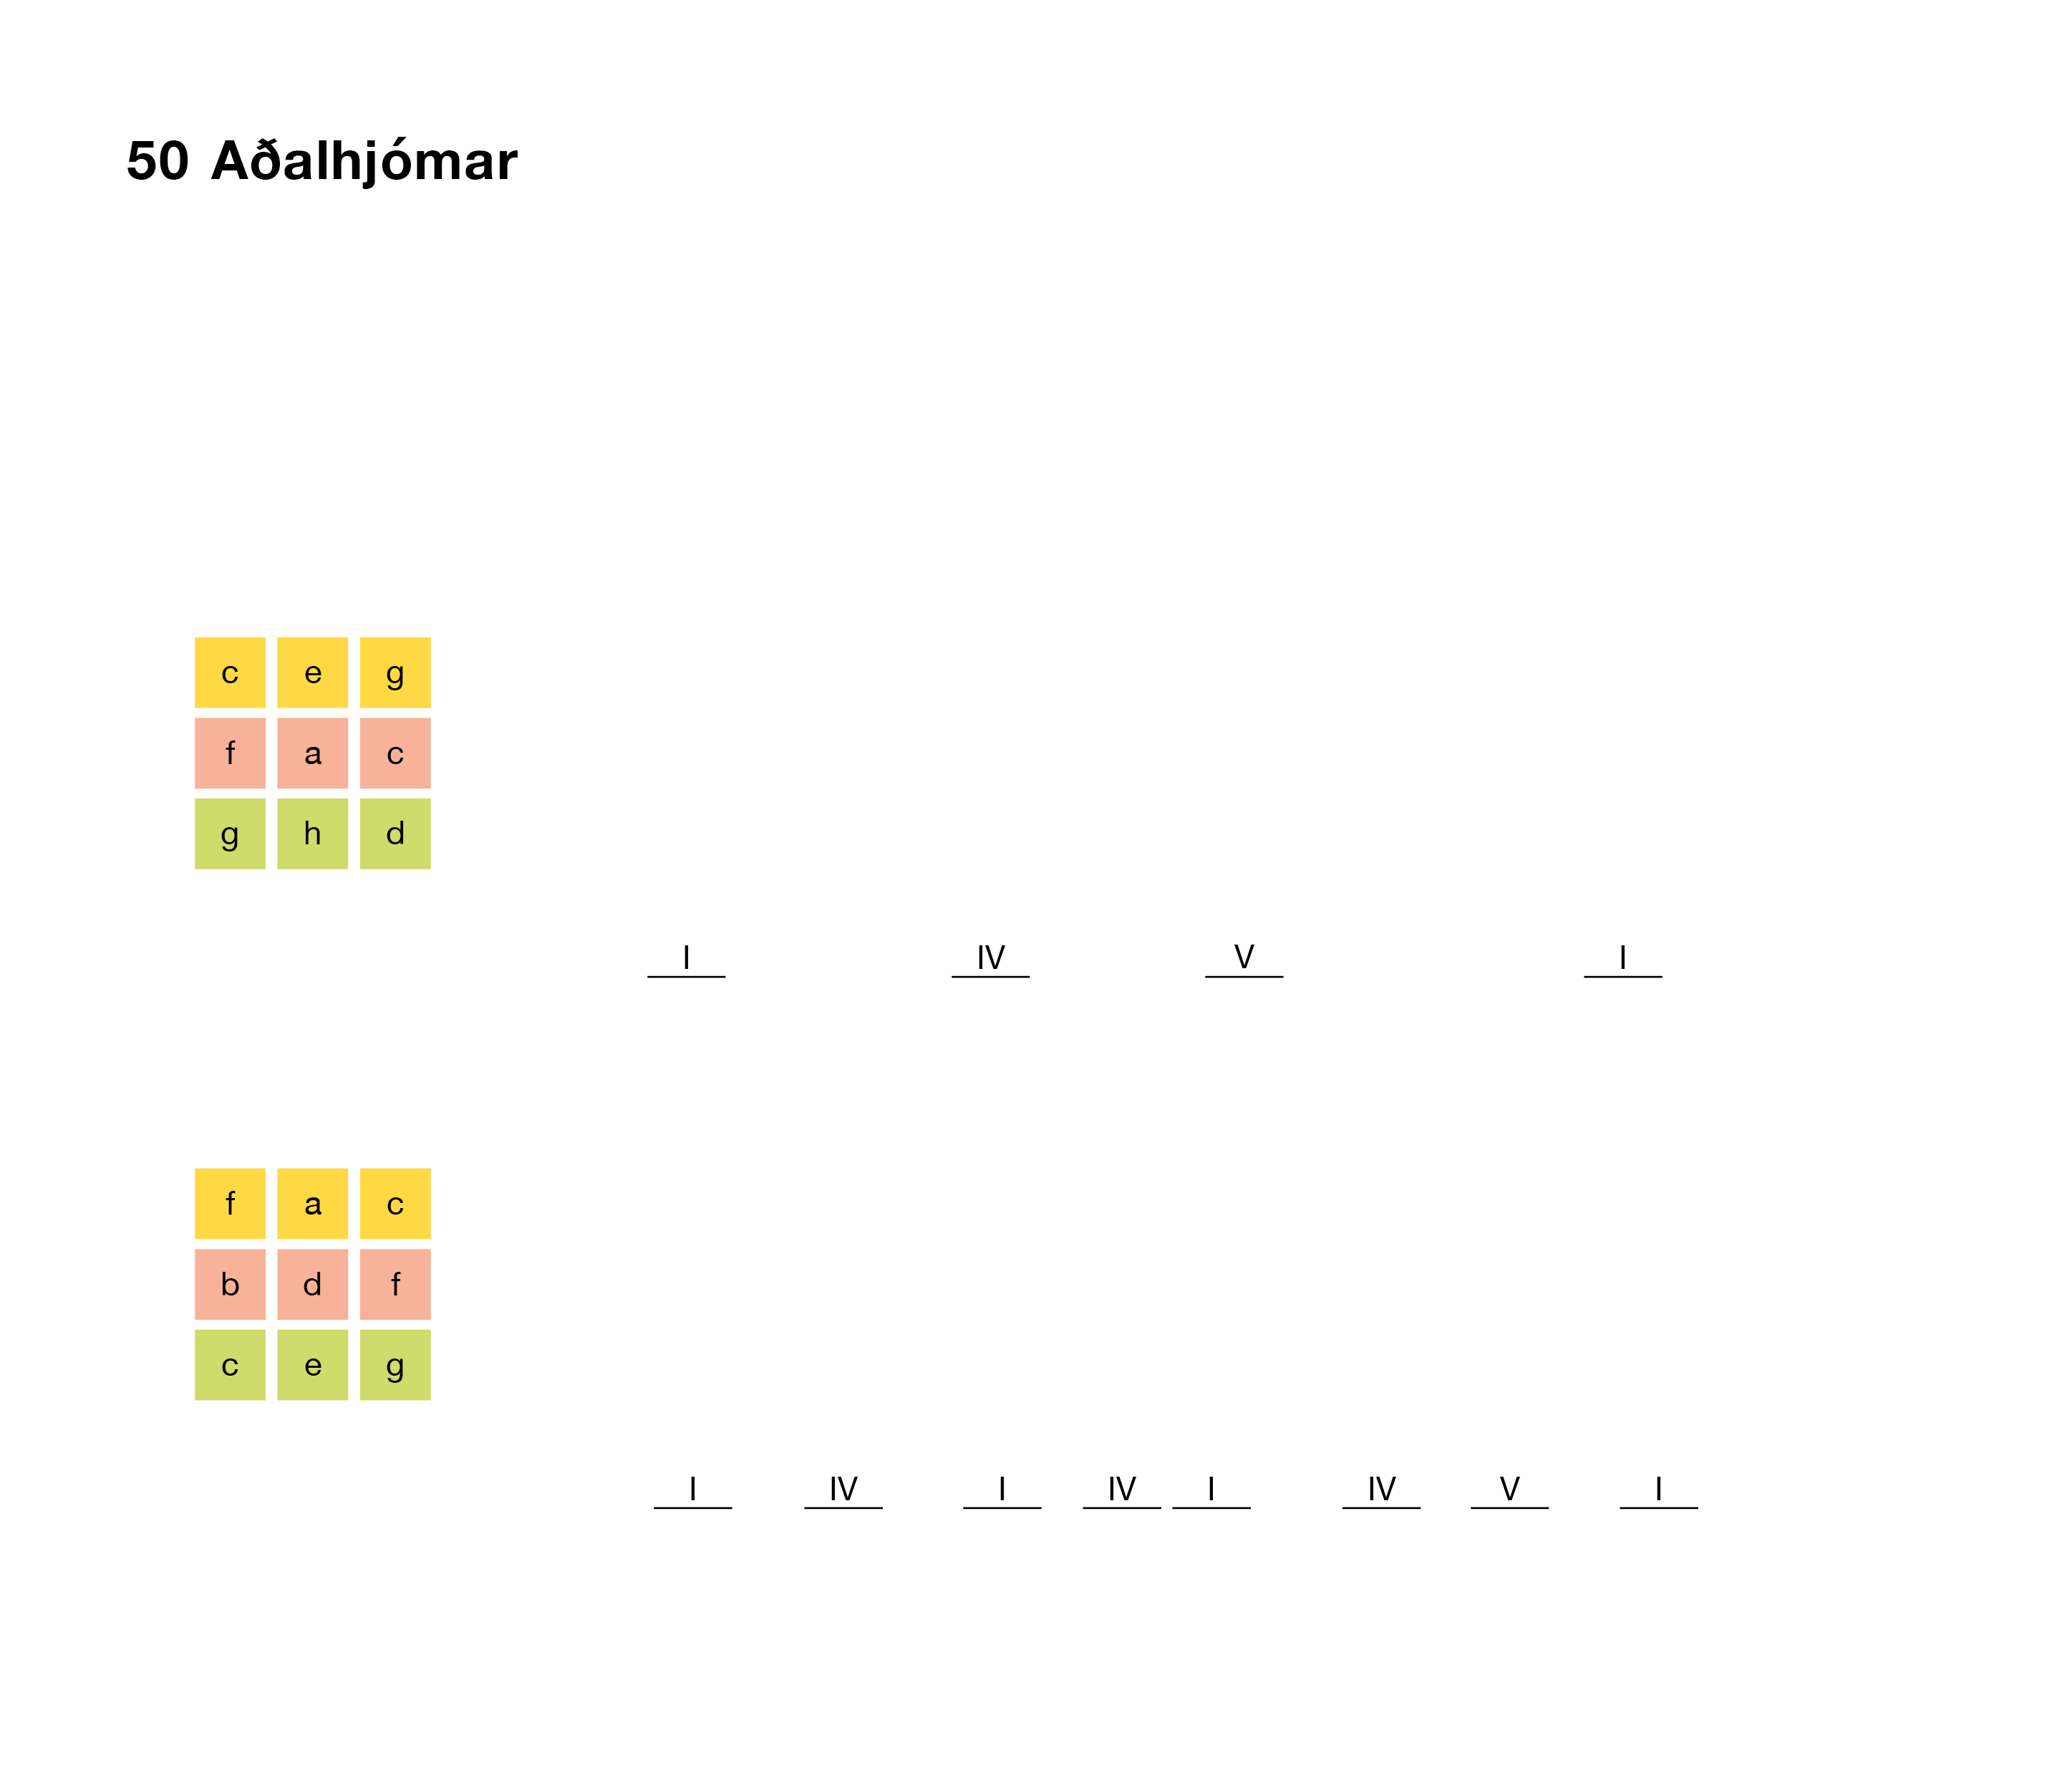 50 Aðalhjómar
c e g
f a c
g h d
I IV V I
f a c
b d f
c e g
I IV I IV I IV V I